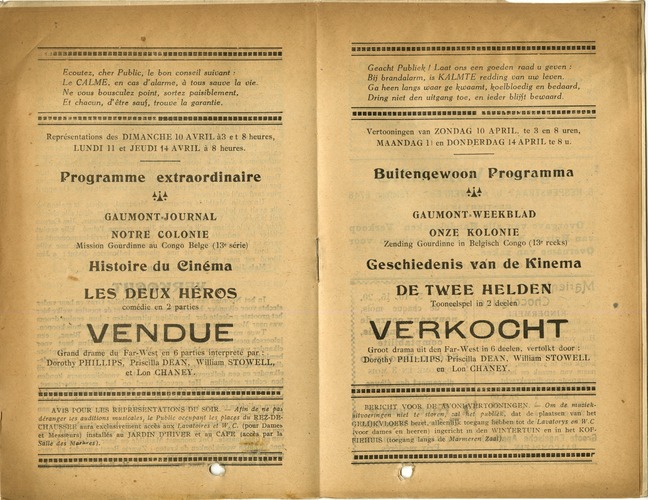 Ecoutez, cher Public, le bon conseil suivant :
Le CALME, en cas d'alarme, à tous sauve la vie.
Ne vous bousculez point, sortez paisiblement,
Et chacun, d'être sauf, trouve la garantie.
Représentations des DIMANCHE 10 AVRIL à3 et 8 heures,
LUNDI 11 et JEUDI 14 AVRIL à 8 heures.
Programme extraordinaire
GAUMONT-JOURNAL
NOTRE COLONIE
Mission Gourdinne au Congo Belge (13e série)
Histoire du Cinéma
LES DEUX HÉROS
comédie en 2 parties
VENDUE
Grand drame du Far-West en 6 parties interpreté par :
Dorothy PHILLIPS, Priscilla DEAN, William STOWELL,
et Lon CHANEY.
AVIS POUR LES REPRÉSENTATIONS DU SOIR. — Afin de ne pas
déranger les auditions musicales, le Public occupant les places du REZ-DE-
CHAUSSÉE aura exclusivement accès aux Lavatoires et W.C. (pour Dames
et Messieurs) installés au JARDIN D'HIVER et au CAFÉ (accès par la
Salle des Marbres).
Geacht Publiek ! Laat ons een goeden raad u geven :
Bij brandalarm, is KALMTE redding van uw leven.
Ga heen langs waar ge kwaamt, koelbloedig en bedaard,
Dring niet den uitgang toe, en ieder blijft bewaard.
Vertooningen van ZONDAG 10 APRIL. te 3 en 8 uren,
MAANDAG 11 en DONDERDAG 14 APRIL te 8 u.
Buitengewoon Programma
GAUMONT-WEEKBLAD
ONZE KOLONIE
Zending Gourdinne in Belgisch Congo (13e reeks)
Geschiedenis van de Kinema
DE TWEE HELDEN
Tooneelspel in 2 deelen
VERKOCHT
Groot drama uit den Far-West in 6 deelen, vertolkt door :
Dorothy PHILLIPS, Priscilla DEAN, William STOWELL
en Lon CHANEY.
BERICHT VOOR DE AVONDVERTOONINGEN — Om de muziek-
uitvoeringen niet te storen, zal het publiek, dat de plaatsen van het
GELIJKVLOERS bezet, alleenlijk toegang hebben tot de Lavatorys en W.C
(voor dames en heeren) ingericht in den WINTERTUIN en in het KOF-
FIEHUIS (toegang langs de Marmeren Zaal).